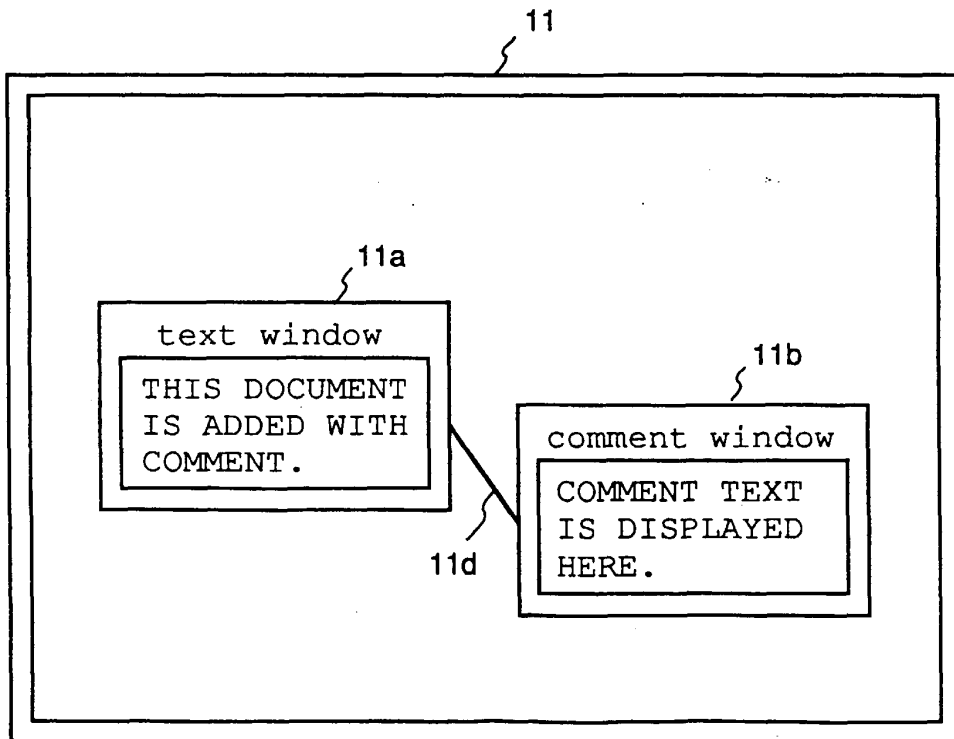 11
11a
text window
THIS DOCUMENT
IS ADDED WITH
COMMENT.
11b
comment window
COMMENT TEXT
IS DISPLAYED
HERE.
11d